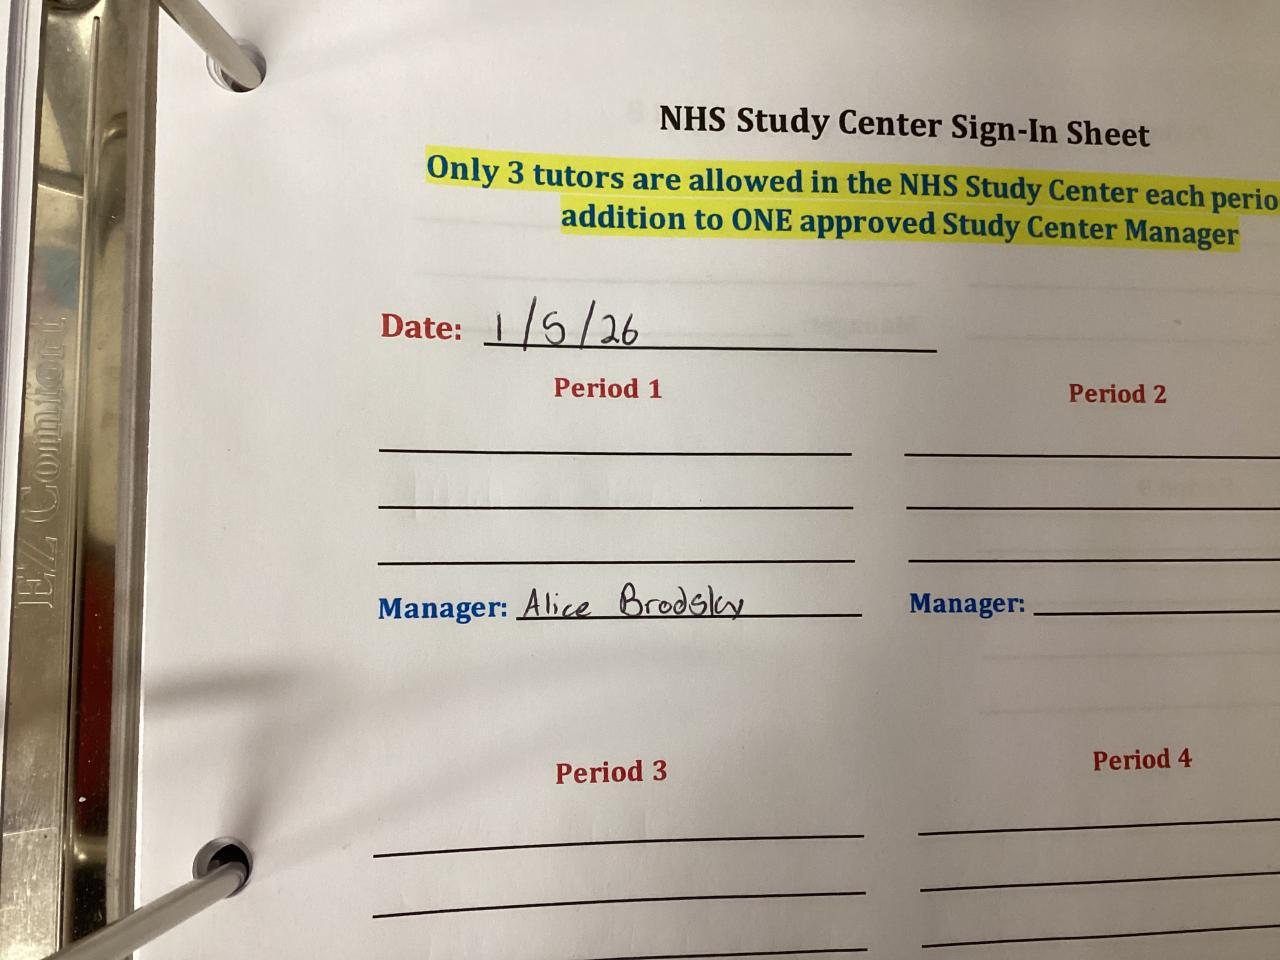 NHS Study Center Sign-In Sheet
Only 3 tutors are allowed in the NHS Study Center each perio
addition to ONE approved Study Center Manager
Date: 1/5/26
Period 1 Period 2
Manager: Alice Brodsky Manager:
Period 3 Period 4
EZ Comfort